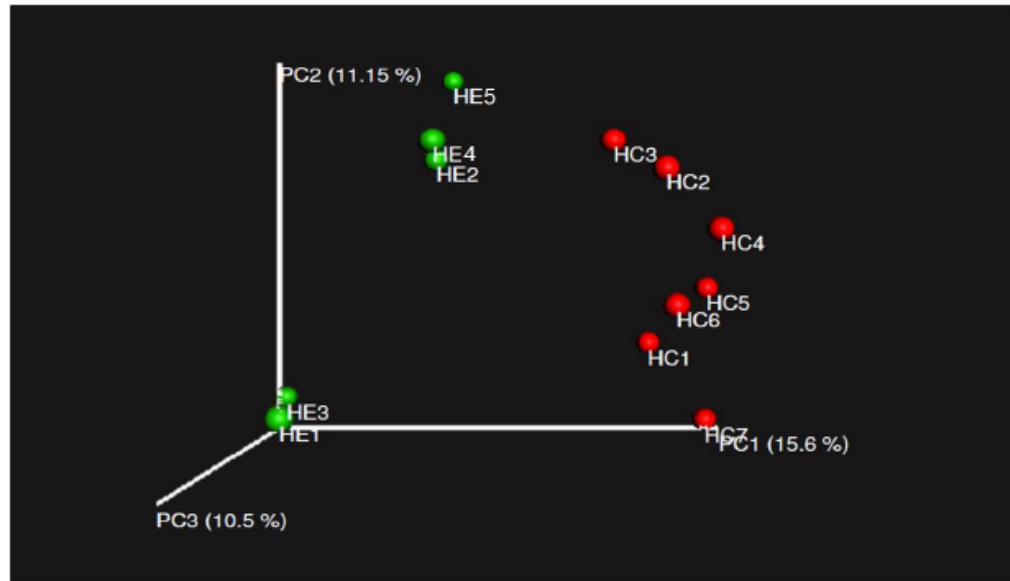 PC2 (11.15 %)
HE5
HE4
HC3
HE2
HC2
HC4
HC5
HC6
HC1
HE3
HE1
HC7
PC1 (15.6 %)
PC3 (10.5 %)